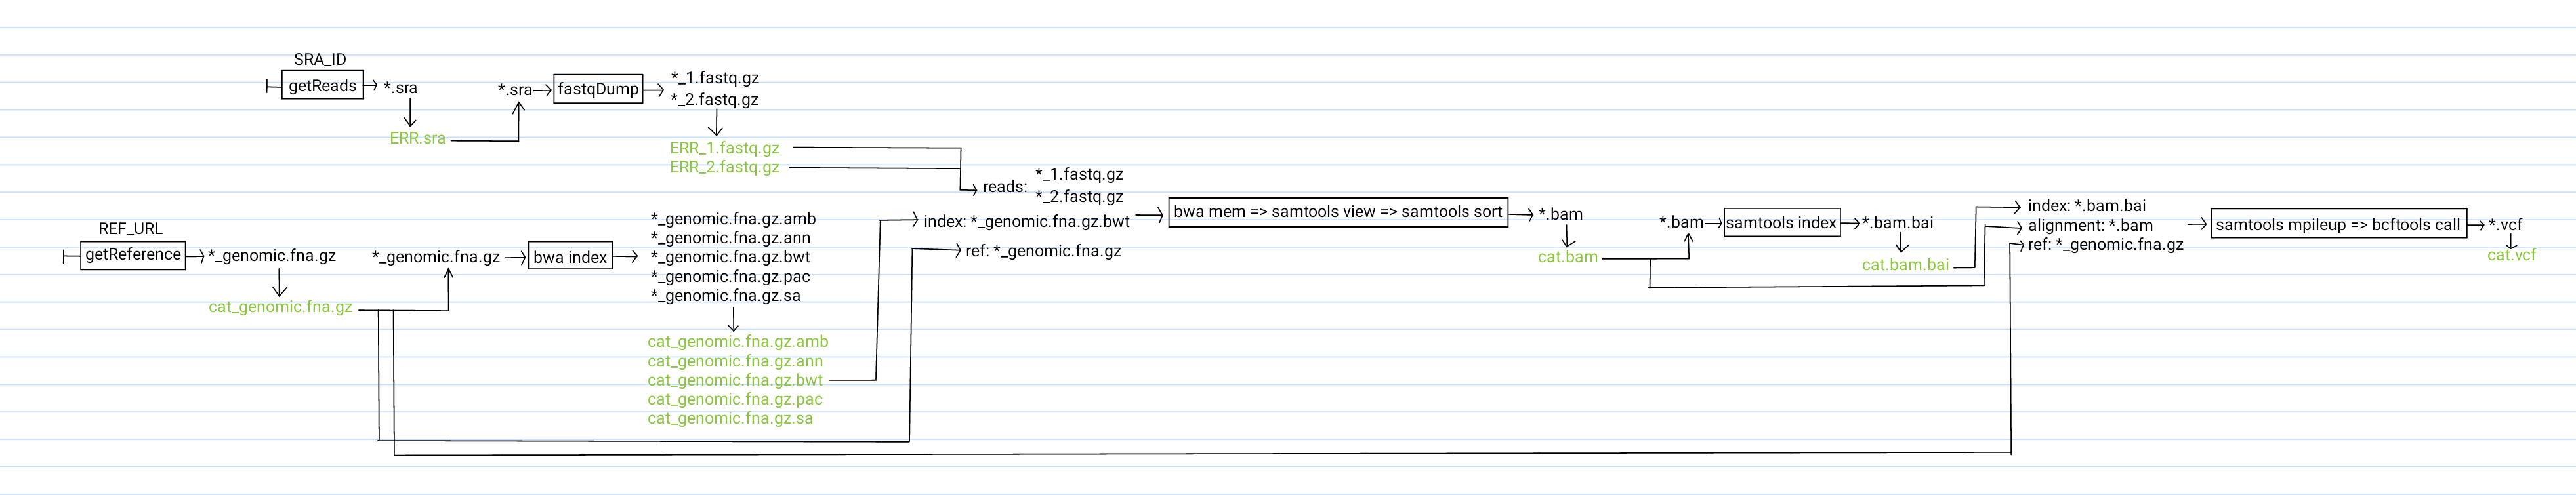 SRA_ID
getReads
*.sra
ERR.sra
*.sra
fastqDump
*_1.fastq.gz
*_2.fastq.gz
ERR_1.fastq.gz
ERR_2.fastq.gz
REF_URL
getReference
*_genomic.fna.gz
cat_genomic.fna.gz
*_genomic.fna.gz
bwa index
*_genomic.fna.gz.amb
*_genomic.fna.gz.ann
*_genomic.fna.gz.bwt
*_genomic.fna.gz.pac
*_genomic.fna.gz.sa
cat_genomic.fna.gz.amb
cat_genomic.fna.gz.ann
cat_genomic.fna.gz.bwt
cat_genomic.fna.gz.pac
cat_genomic.fna.gz.sa
reads:
*_1.fastq.gz
*_2.fastq.gz
index: *_genomic.fna.gz.bwt
ref: *_genomic.fna.gz
bwa mem => samtools view => samtools sort
*.bam
cat.bam
*.bam
samtools index
*.bam.bai
cat.bam.bai
index: *.bam.bai
alignment: *.bam
ref: *_genomic.fna.gz
samtools mpileup => bcftools call
*.vcf
cat.vcf